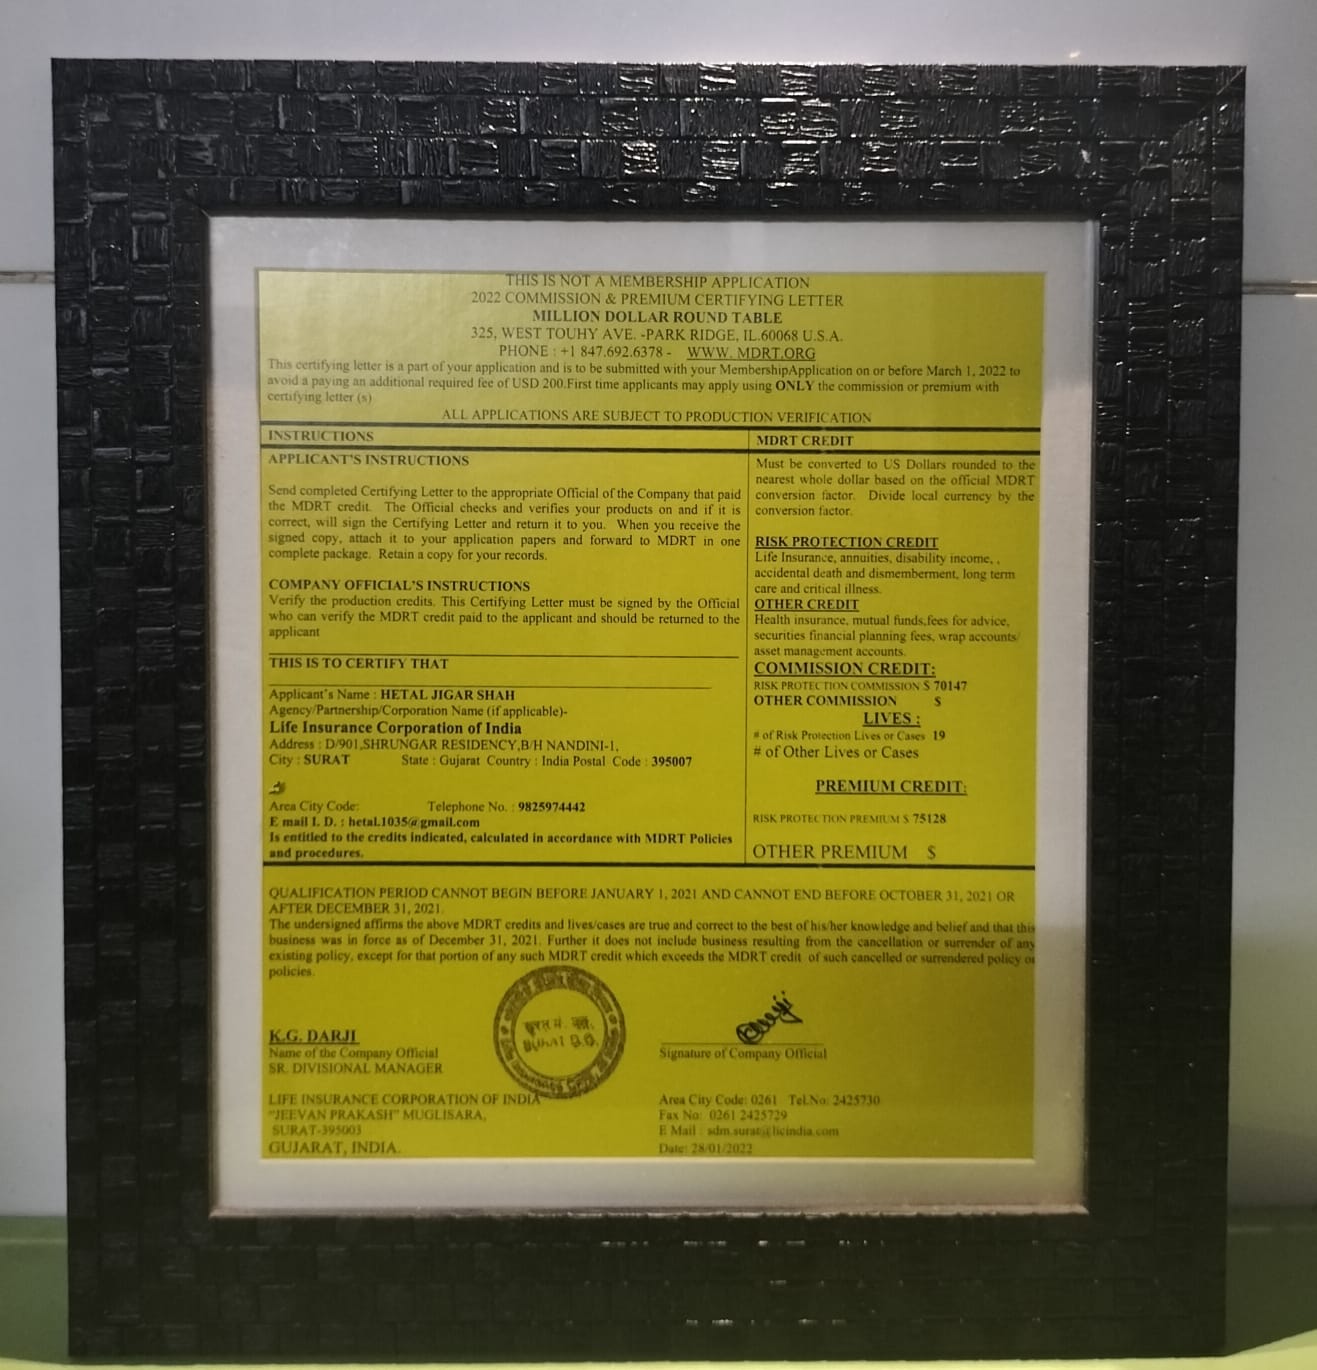 THIS IS NOT A MEMBERSHIP APPLICATION
2022 COMMISSION & PREMIUM CERTIFYING LETTER
MILLION DOLLAR ROUND TABLE
325, WEST TOUHY AVE. -PARK RIDGE, IL.60068 U.S.A.
PHONE : +1 847.692.6378 - WWW. MDRT.ORG
This certifying letter is a part of your application and is to be submitted with your MembershipApplication on or before March 1, 2022 to
avoid a paying an additional required fee of USD 200.First time applicants may apply using ONLY the commission or premium with
certifying letter (s)
ALL APPLICATIONS ARE SUBJECT TO PRODUCTION VERIFICATION
INSTRUCTIONS
APPLICANT'S INSTRUCTIONS
Send completed Certifying Letter to the appropriate Official of the Company that paid
the MDRT credit. The Official checks and verifies your products on and if it is
correct, will sign the Certifying Letter and return it to you. When you receive the
signed copy, attach it to your application papers and forward to MDRT in one
complete package. Retain a copy for your records.
COMPANY OFFICIAL'S INSTRUCTIONS
Verify the production credits. This Certifying Letter must be signed by the Official
who can verify the MDRT credit paid to the applicant and should be returned to the
applicant
THIS IS TO CERTIFY THAT
Applicant's Name : HETAL JIGAR SHAH
Agency/Partnership/Corporation Name (if applicable)-
Life Insurance Corporation of India
Address : D/901,SHRUNGAR RESIDENCY,B/H NANDINI-1,
City : SURAT State : Gujarat Country : India Postal Code : 395007
Area City Code: Telephone No. : 9825974442
E mail I. D. : hetal.1035@gmail.com
Is entitled to the credits indicated, calculated in accordance with MDRT Policies
and procedures.
MDRT CREDIT
Must be converted to US Dollars rounded to the
nearest whole dollar based on the official MDRT
conversion factor. Divide local currency by the
conversion factor.
RISK PROTECTION CREDIT
Life Insurance, annuities, disability income, ,
accidental death and dismemberment, long term
care and critical illness.
OTHER CREDIT
Health insurance, mutual funds,fees for advice,
securities financial planning fees, wrap accounts/
asset management accounts.
COMMISSION CREDIT:
RISK PROTECTION COMMISSION $ 70147
OTHER COMMISSION $
LIVES :
# of Risk Protection Lives or Cases 19
# of Other Lives or Cases
PREMIUM CREDIT:
RISK PROTECTION PREMIUM $ 75128
OTHER PREMIUM $
QUALIFICATION PERIOD CANNOT BEGIN BEFORE JANUARY 1, 2021 AND CANNOT END BEFORE OCTOBER 31, 2021 OR
AFTER DECEMBER 31, 2021.
The undersigned affirms the above MDRT credits and lives/cases are true and correct to the best of his/her knowledge and belief and that this
business was in force as of December 31, 2021. Further it does not include business resulting from the cancellation or surrender of any
existing policy, except for that portion of any such MDRT credit which exceeds the MDRT credit of such cancelled or surrendered policy or
policies.
K.G. DARJI
Name of the Company Official
SR. DIVISIONAL MANAGER
LIFE INSURANCE CORPORATION OF INDIA
"JEEVAN PRAKASH" MUGLISARA,
SURAT-395003
GUJARAT, INDIA.
सूरत मं. का.
Surat D.O.
Signature of Company Official
Area City Code: 0261 Tel.No: 2425730
Fax No: 0261 2425729
E Mail : sdm.surat@licindia.com
Date: 28/01/2022